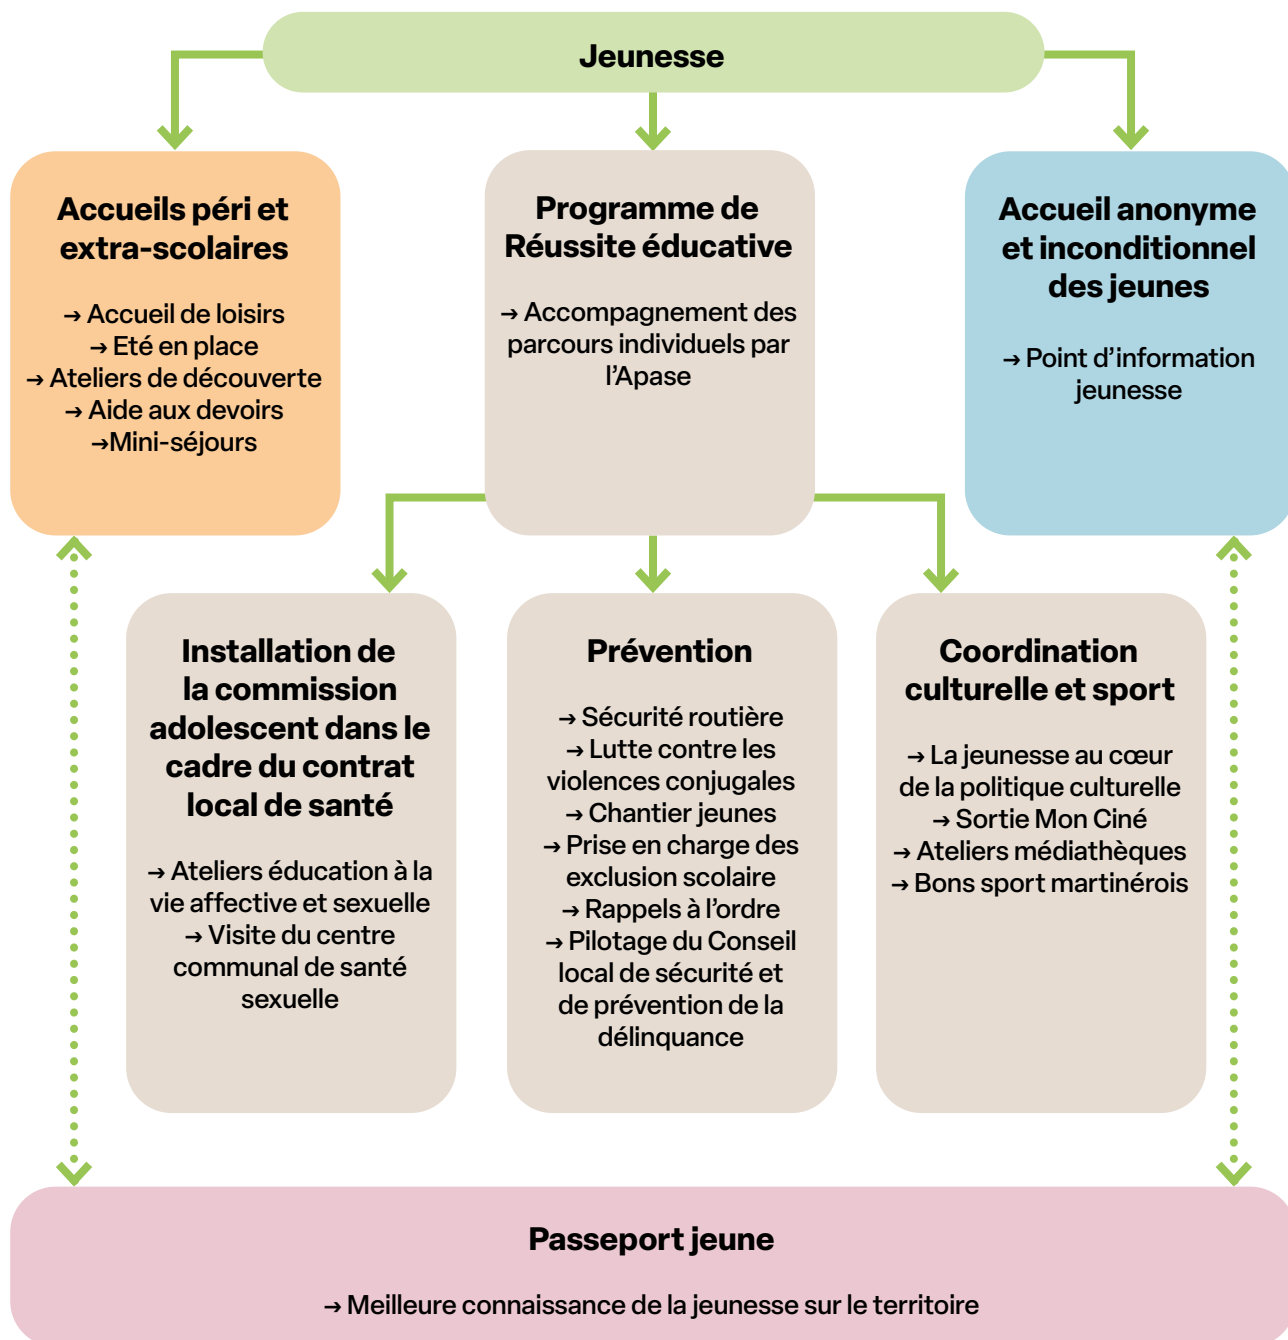 Jeunesse
Accueils péri et
extra-scolaires
→ Accueil de loisirs
→ Eté en place
→ Ateliers de découverte
→ Aide aux devoirs
→Mini-séjours
Programme de
Réussite éducative
→ Accompagnement des
parcours individuels par
l'Apase
Accueil anonyme
et inconditionnel
des jeunes
→ Point d'information
jeunesse
Installation de
la commission
adolescent dans le
cadre du contrat
local de santé
→ Ateliers éducation à la
vie affective et sexuelle
→ Visite du centre
communal de santé
sexuelle
Prévention
→ Sécurité routière
→ Lutte contre les
violences conjugales
→ Chantier jeunes
→ Prise en charge des
exclusion scolaire
→ Rappels à l'ordre
→ Pilotage du Conseil
local de sécurité et
de prévention de la
délinquance
Coordination
culturelle et sport
→ La jeunesse au cœur
de la politique culturelle
→ Sortie Mon Ciné
→ Ateliers médiathèques
→ Bons sport martinérois
Passeport jeune
→ Meilleure connaissance de la jeunesse sur le territoire